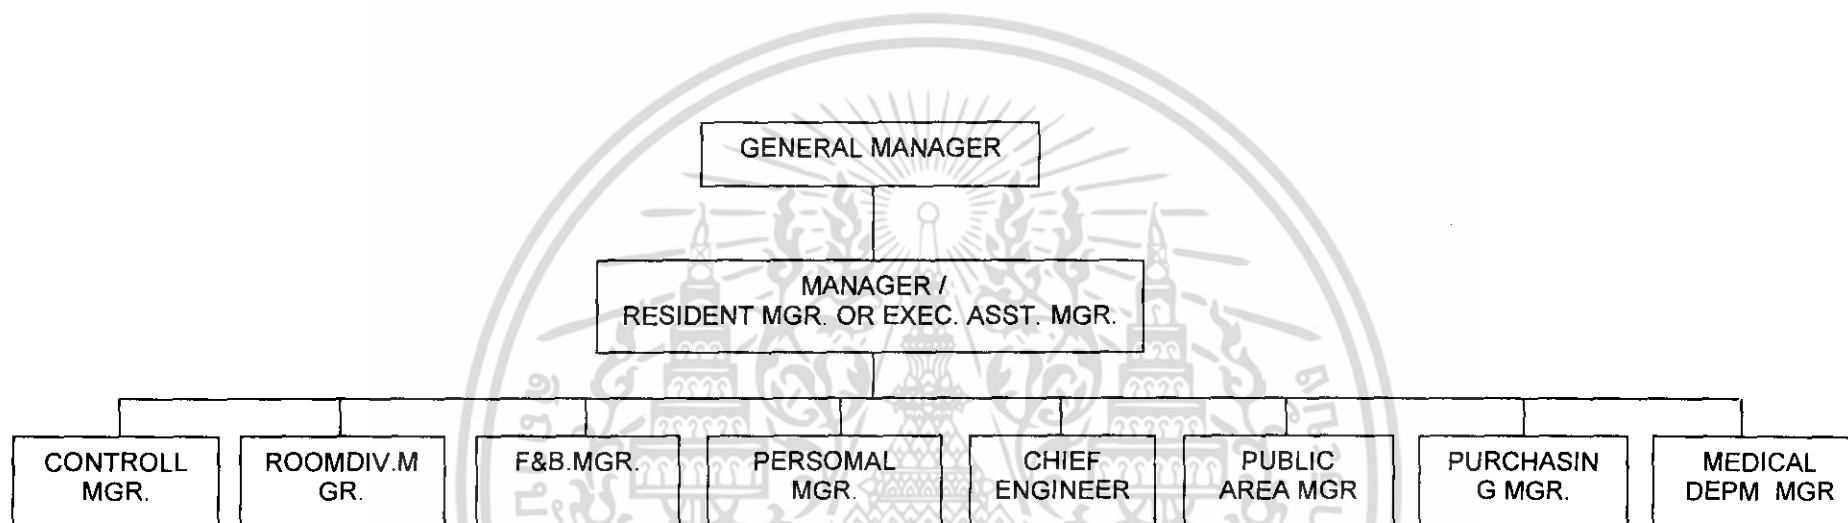 GENERAL MANAGER
MANAGER /
RESIDENT MGR. OR EXEC. ASST. MGR.
CONTROLL
MGR.
ROOMDIV.M
GR.
F&B.MGR.
PERSOMAL
MGR.
CHIEF
ENGINEER
PUBLIC
AREA MGR
PURCHASIN
G MGR.
MEDICAL
DEPM MGR